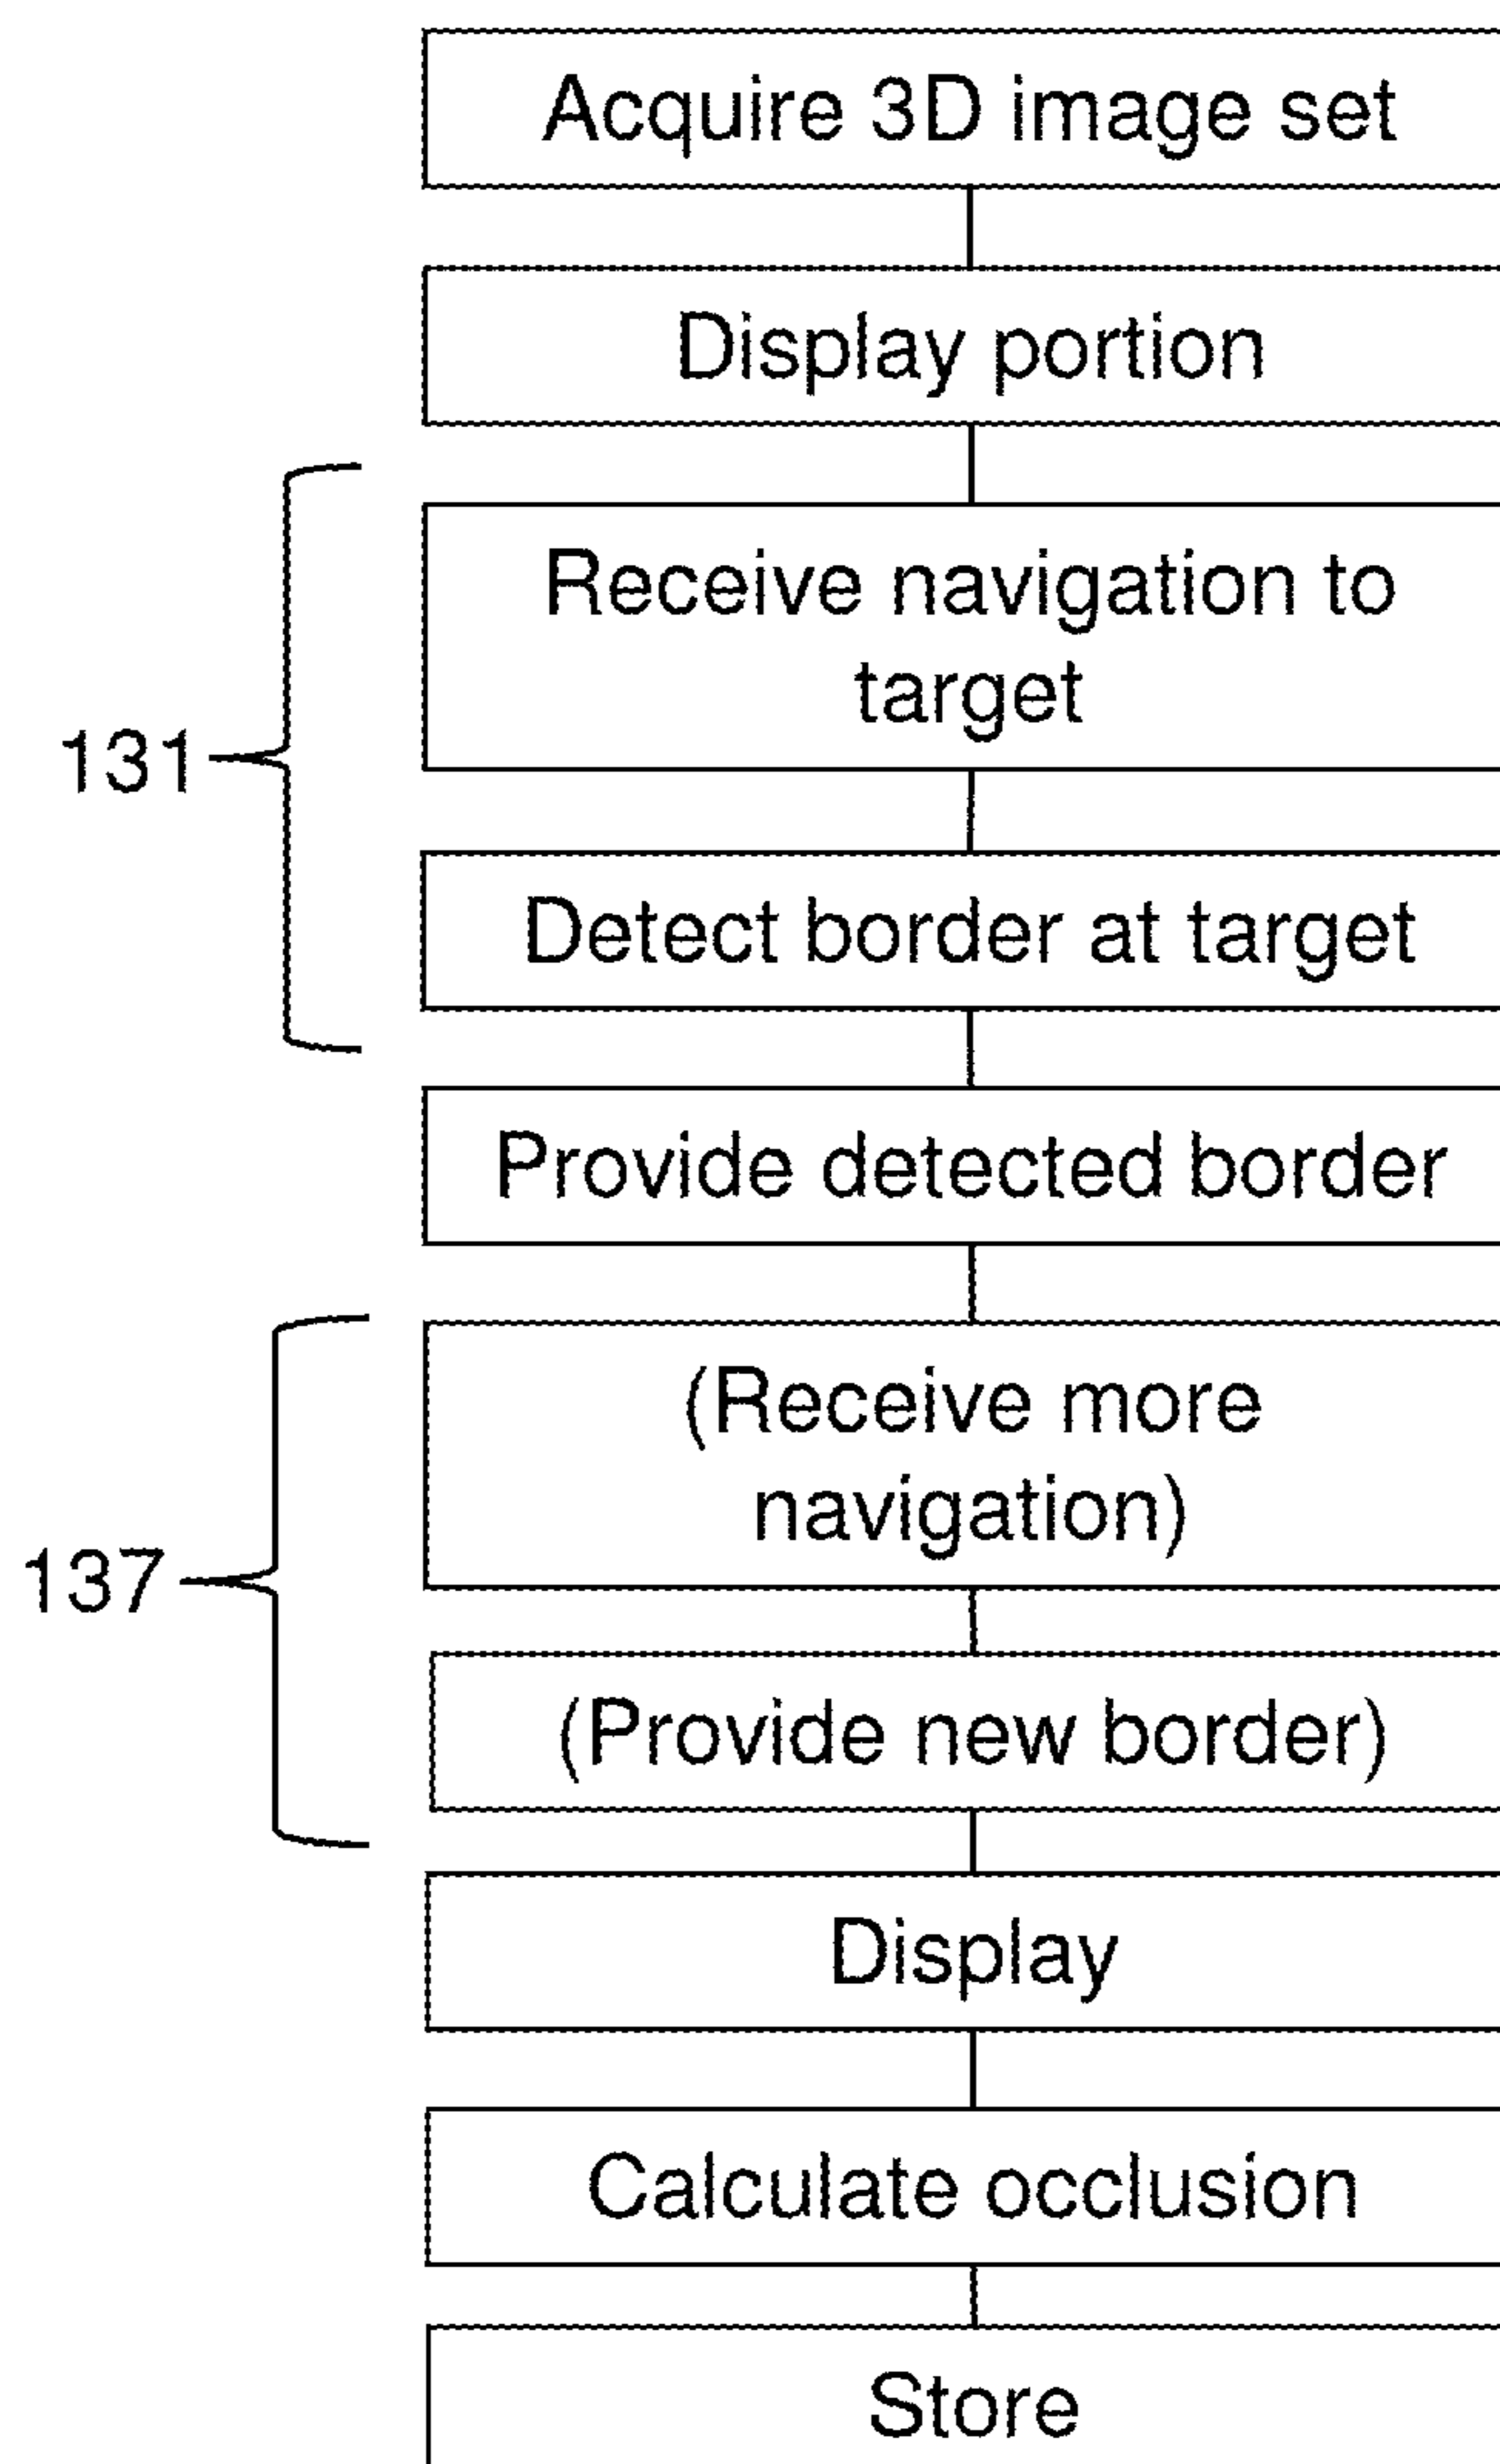 Acquire 3D image set
Display portion
Receive navigation to
target
131
Detect border at target
Provide detected border
(Receive more
navigation)
137
(Provide new border)
Display
Calculate occlusion
Store